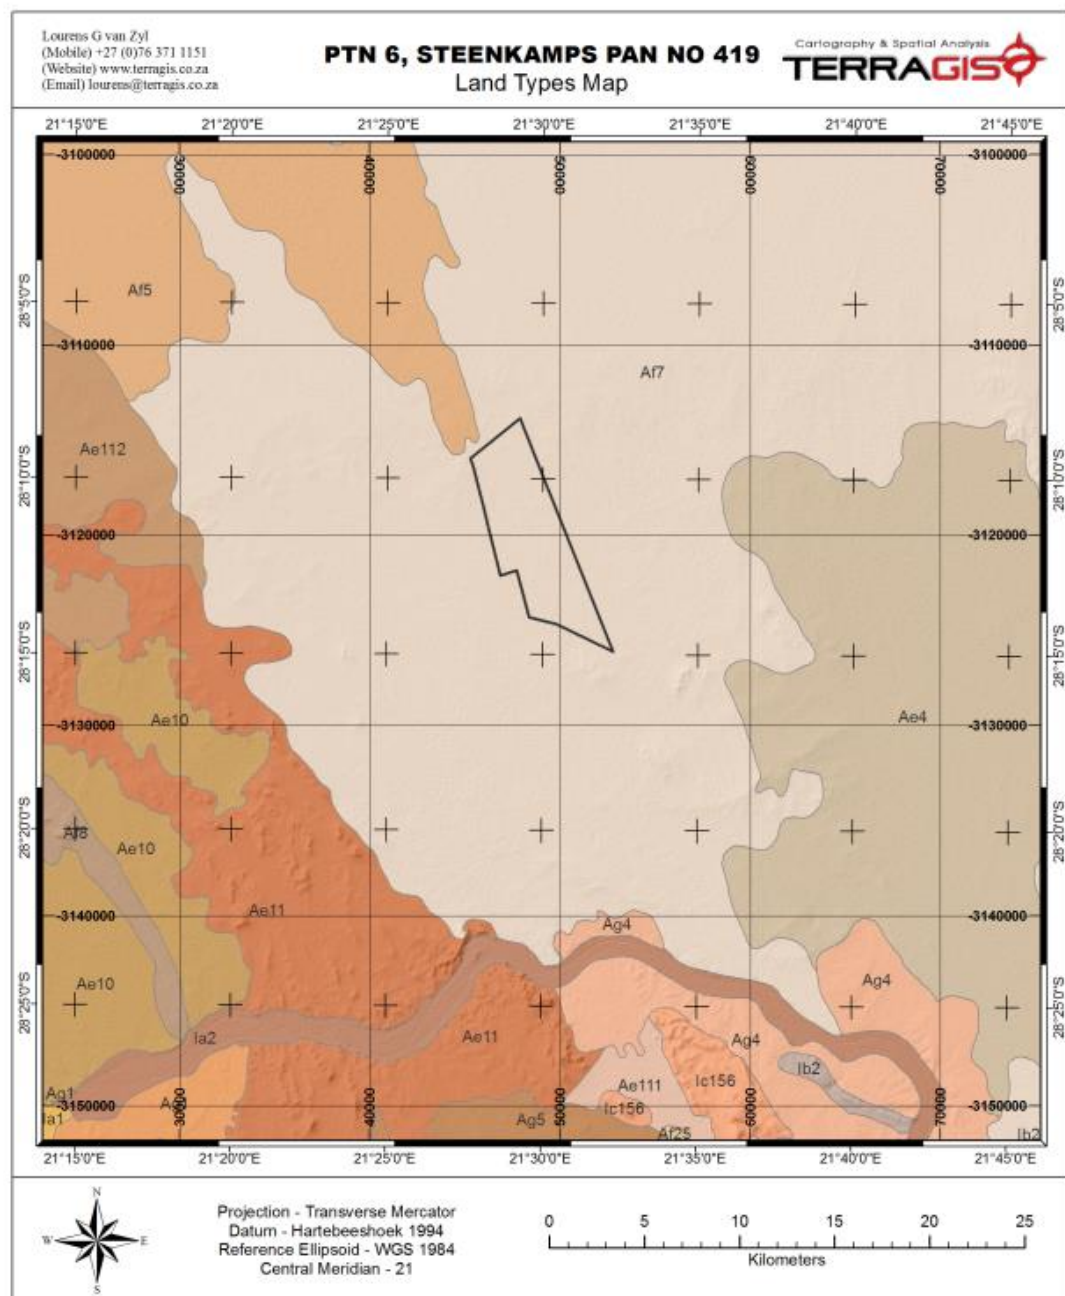 Lourens G van Zyl
(Mobile) +27 (0)76 371 1151
(Website) www.terragis.co.za
(Email) lourens@terragis.co.za
PTN 6, STEENKAMPS PAN NO 419
Land Types Map
Cartography & Spatial Analysis
TERRAGIS
21°15'0"E 21°20'0"E 21°25'0"E 21°30'0"E 21°35'0"E 21°40'0"E 21°45'0"E
-3100000 30000 40000 50000 60000 70000 -3100000
Af5
28°5'0"S 28°5'0"S
-3110000 -3110000
Af7
Ae112
28°10'0"S 28°10'0"S
-3120000 -3120000
28°15'0"S 28°15'0"S
Ae10 Ae4
-3130000 -3130000
28°20'0"S 28°20'0"S
Af8
Ae10
Ae11
-3140000 -3140000
Ag4
Ae10 Ag4
28°25'0"S 28°25'0"S
Ia2 Ae11 Ag4
Ib2
Ae111 Ic156
Ag1
-3150000 30000 Ic156 40000 50000 60000 70000 -3150000
Ia1 Ag5 Af25 Ib2
21°15'0"E 21°20'0"E 21°25'0"E 21°30'0"E 21°35'0"E 21°40'0"E 21°45'0"E
N
W E
S
Projection - Transverse Mercator
Datum - Hartebeeshoek 1994
Reference Ellipsoid - WGS 1984
Central Meridian - 21
0 5 10 15 20 25
Kilometers